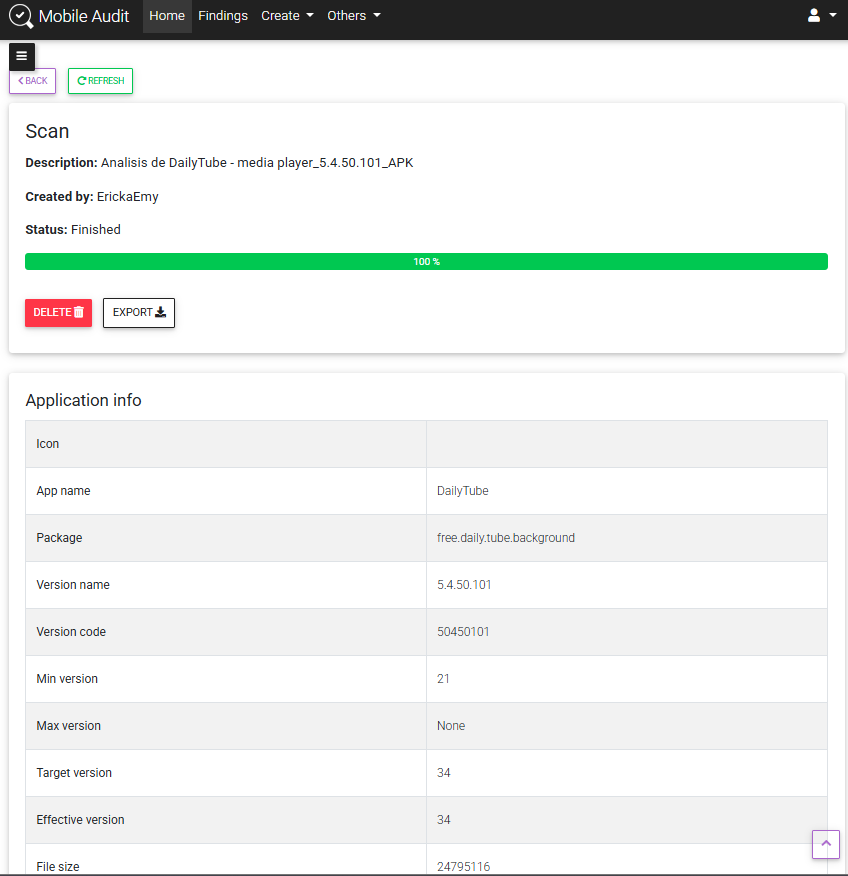 Mobile Audit Home Findings Create Others
BACK REFRESH
Scan
Description: Analisis de DailyTube - media player_5.4.50.101_APK
Created by: ErickaEmy
Status: Finished
100 %
DELETE EXPORT
Application info
Icon
App name DailyTube
Package free.daily.tube.background
Version name 5.4.50.101
Version code 50450101
Min version 21
Max version None
Target version 34
Effective version 34
File size 24795116